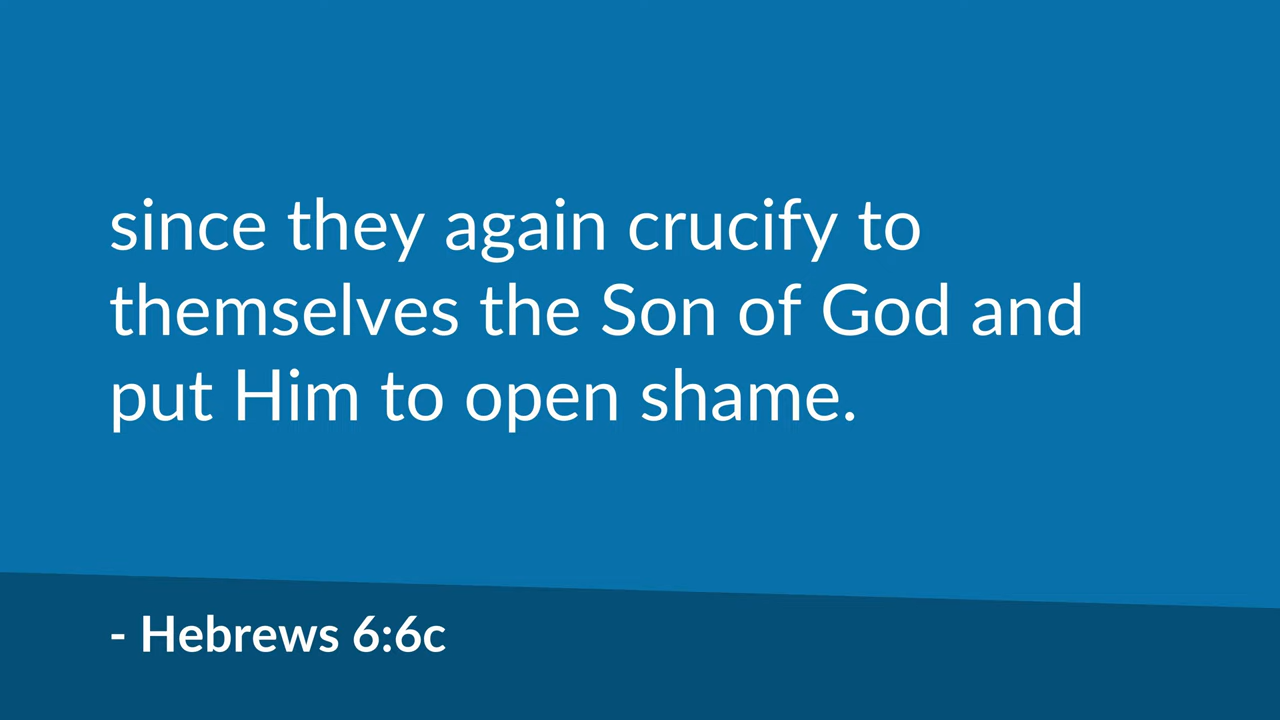 since they again crucify to
themselves the Son of God and
put Him to open shame.
- Hebrews 6:6c